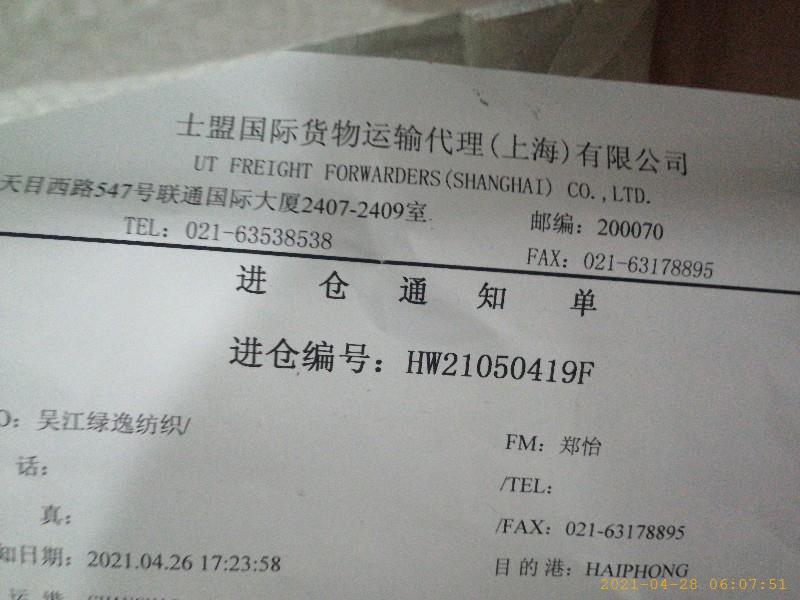 士盟国际货物运输代理(上海)有限公司
UT FREIGHT FORWARDERS(SHANGHAI) CO.,LTD.
天目西路547号联通国际大厦2407-2409室
邮编：200070
TEL：021-63538538
FAX：021-63178895
进仓通知单
进仓编号：HW21050419F
O：吴江绿逸纺织/
FM：郑怡
话：
/TEL：
真：
/FAX：021-63178895
知日期：2021.04.26 17:23:58
目的港：HAIPHONG
2021-04-28 06:07:51